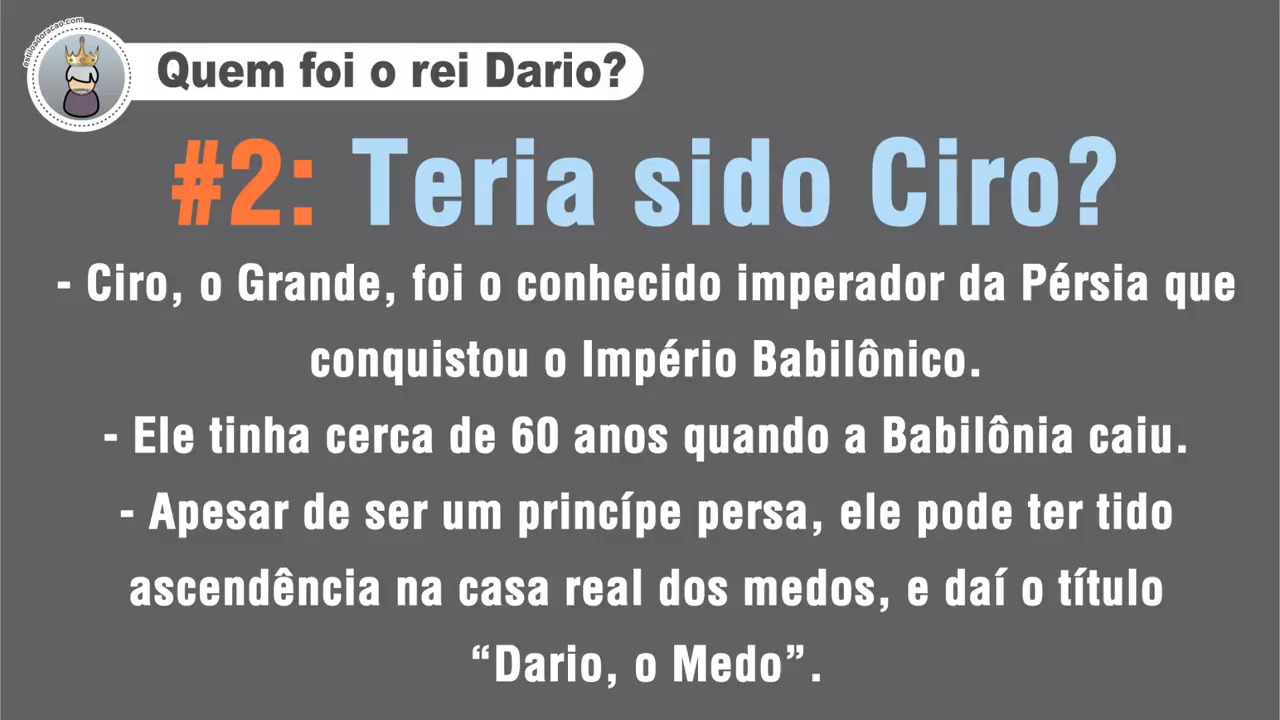 estiloadoracao.com
Quem foi o rei Dario?
#2: Teria sido Ciro?
- Ciro, o Grande, foi o conhecido imperador da Pérsia que
conquistou o Império Babilônico.
- Ele tinha cerca de 60 anos quando a Babilônia caiu.
- Apesar de ser um princípe persa, ele pode ter tido
ascendência na casa real dos medos, e daí o título
“Dario, o Medo”.